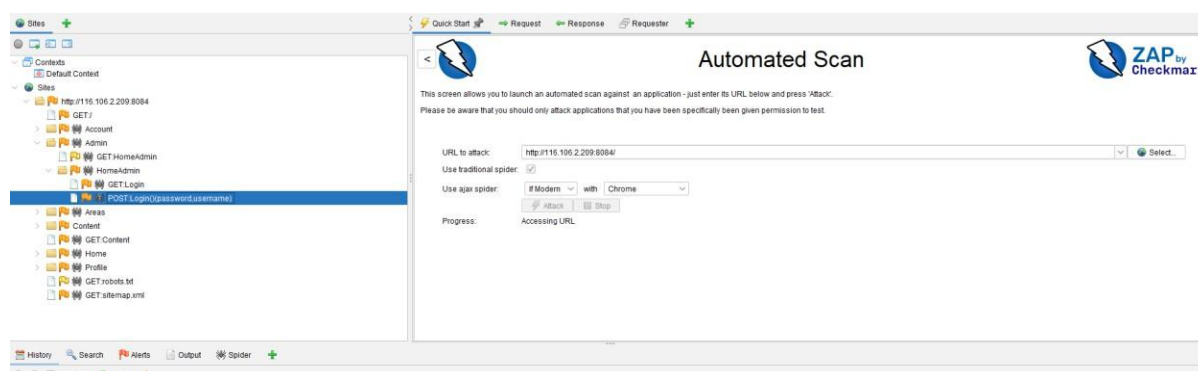 Sites
Quick Start
Request
Response
Requester
Contexts
Default Context
Sites
http://116.106.2.209:8084
GET:/
Account
Admin
GET:HomeAdmin
HomeAdmin
GET:Login
POST:Login()(password,username)
Areas
Content
GET:Content
Home
Profile
GET:robots.txt
GET:sitemap.xml
<
Automated Scan
ZAP by
Checkmar
This screen allows you to launch an automated scan against an application - just enter its URL below and press 'Attack'.
Please be aware that you should only attack applications that you have been specifically been given permission to test.
URL to attack: http://116.106.2.209:8084/ Select...
Use traditional spider:
Use ajax spider: If Modern with Chrome
Attack Stop
Progress: Accessing URL
History Search Alerts Output Spider